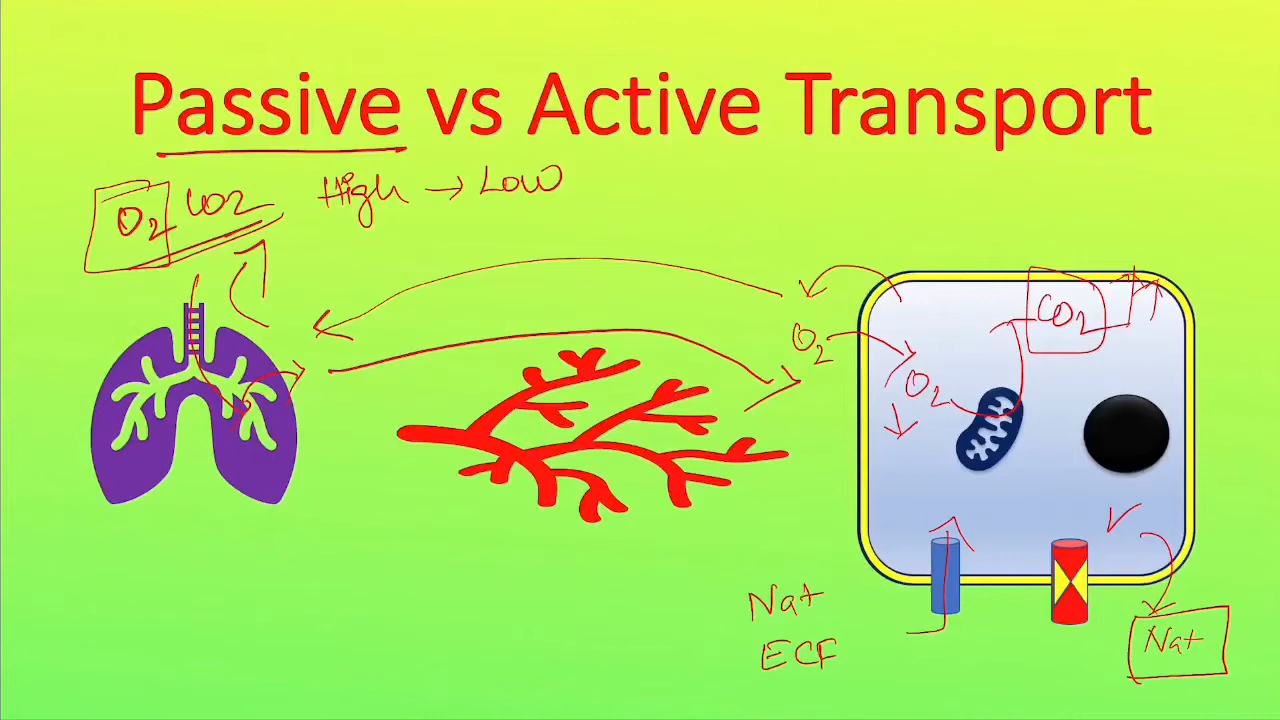 Passive vs Active Transport
O2 CO2 High → Low
CO2
O2
O2
Na+
ECF
Na+